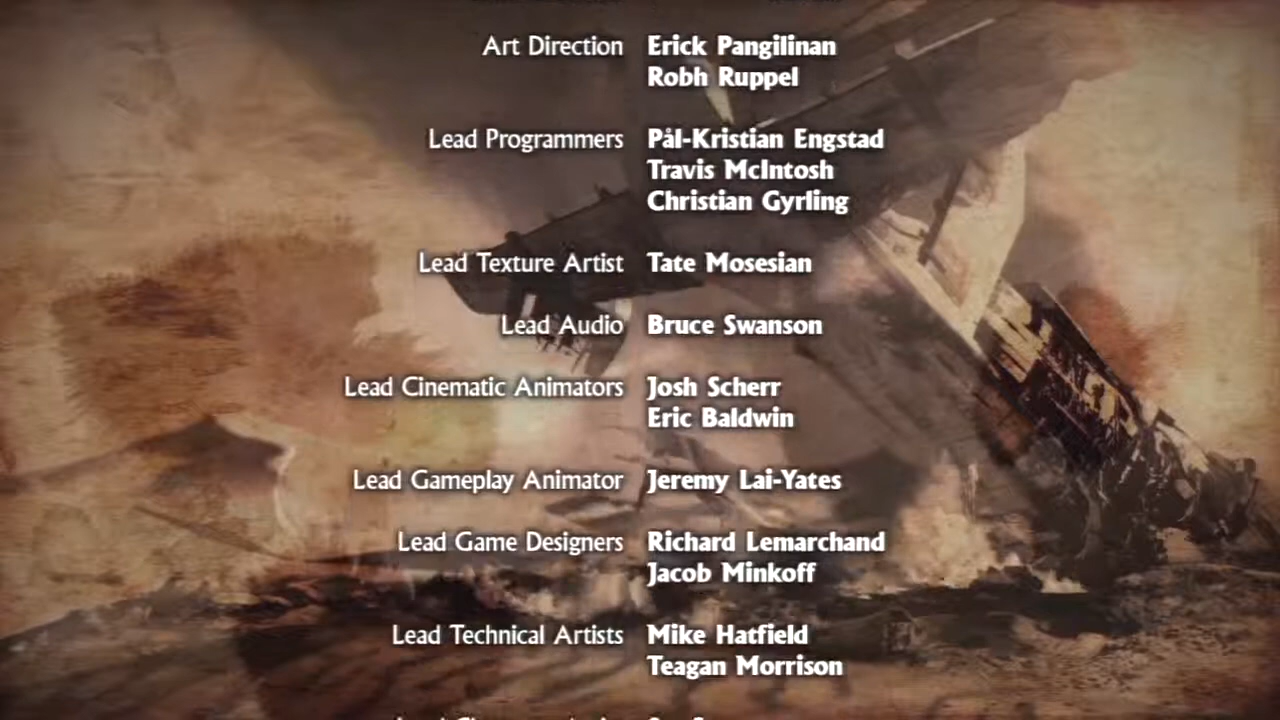 Art Direction Erick Pangilinan
Robh Ruppel
Lead Programmers Pål-Kristian Engstad
Travis McIntosh
Christian Gyrling
Lead Texture Artist Tate Mosesian
Lead Audio Bruce Swanson
Lead Cinematic Animators Josh Scherr
Eric Baldwin
Lead Gameplay Animator Jeremy Lai-Yates
Lead Game Designers Richard Lemarchand
Jacob Minkoff
Lead Technical Artists Mike Hatfield
Teagan Morrison